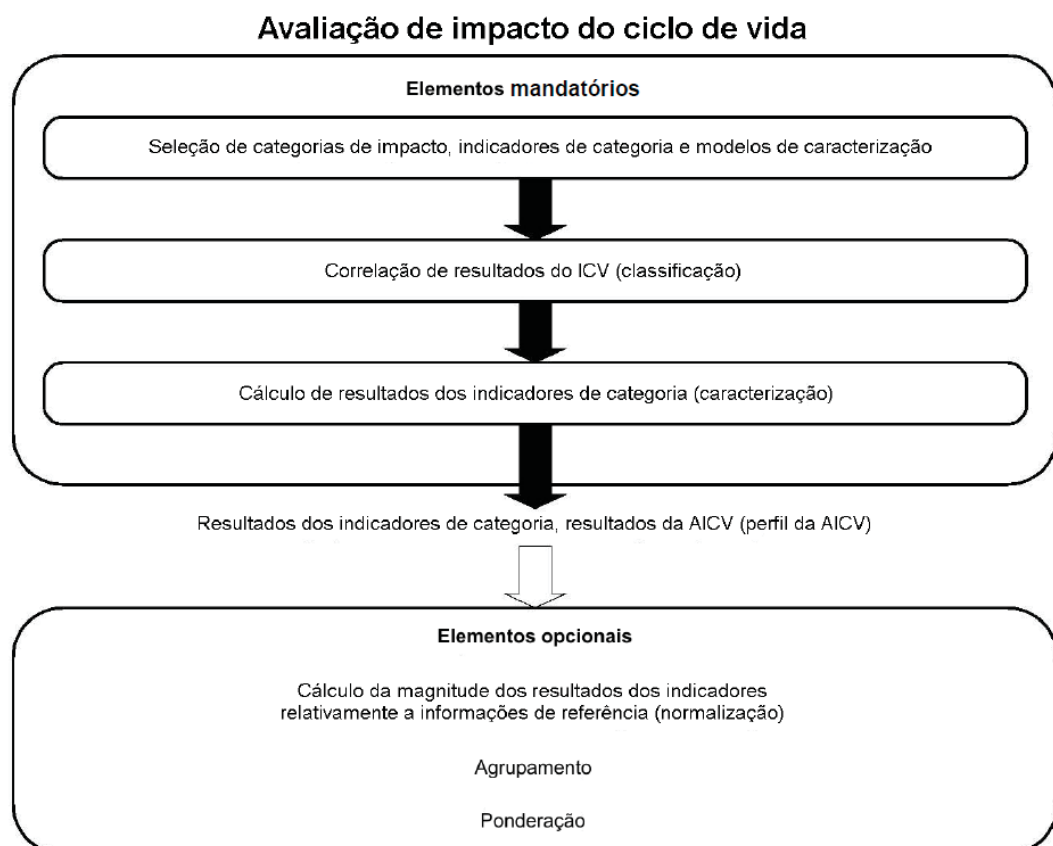 Avaliação de impacto do ciclo de vida
Elementos mandatórios
Seleção de categorias de impacto, indicadores de categoria e modelos de caracterização
Correlação de resultados do ICV (classificação)
Cálculo de resultados dos indicadores de categoria (caracterização)
Resultados dos indicadores de categoria, resultados da AICV (perfil da AICV)
Elementos opcionais
Cálculo da magnitude dos resultados dos indicadores
relativamente a informações de referência (normalização)
Agrupamento
Ponderação